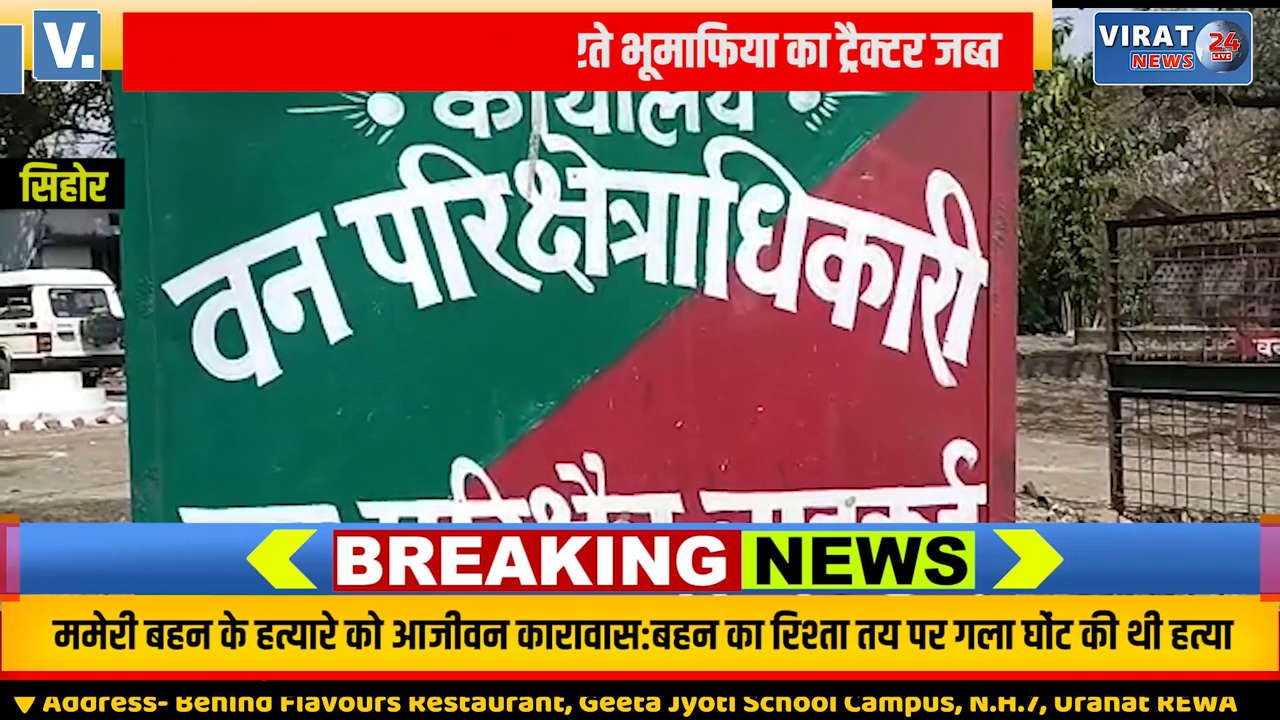 V.
भूमाफिया का ट्रैक्टर जब्त
VIRAT
NEWS
24
LIVE
सिहोर
कार्यालय
वन परिक्षेत्राधिकारी
BREAKING NEWS
ममेरी बहन के हत्यारे को आजीवन कारावास:बहन का रिश्ता तय पर गला घोंट की थी हत्या
▼ Address- Behind Flavours Restaurant, Geeta Jyoti School Campus, N.H.7, Uranat REWA